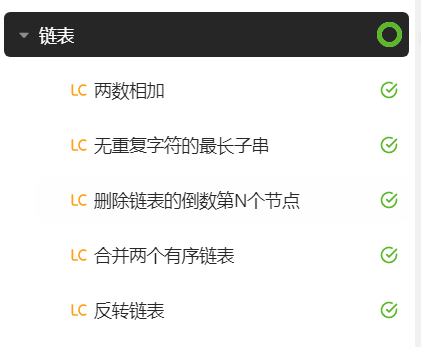 链表
LC 两数相加
LC 无重复字符的最长子串
LC 删除链表的倒数第N个节点
LC 合并两个有序链表
LC 反转链表